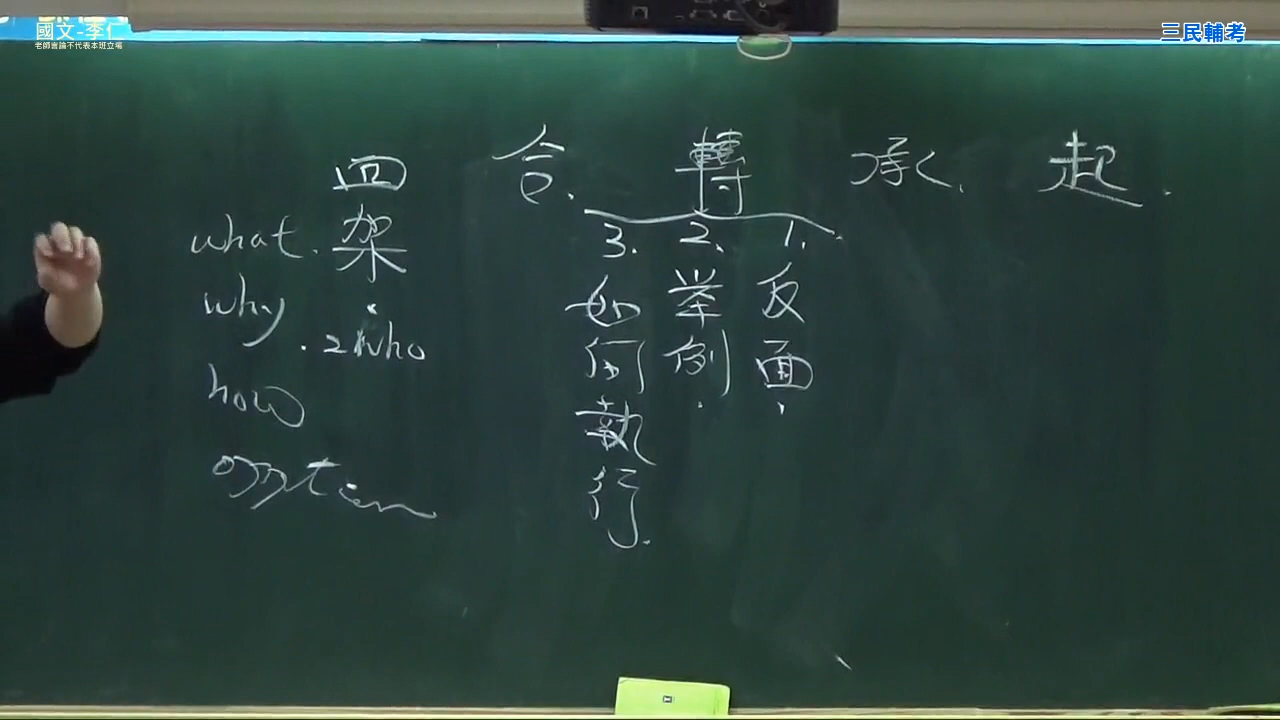 國文-李仁
老師言論不代表本班立場
三民輔考
起.
承.
轉
1.反面
2.举例
3.如何執行.
合.
四架
what.
why
who
how